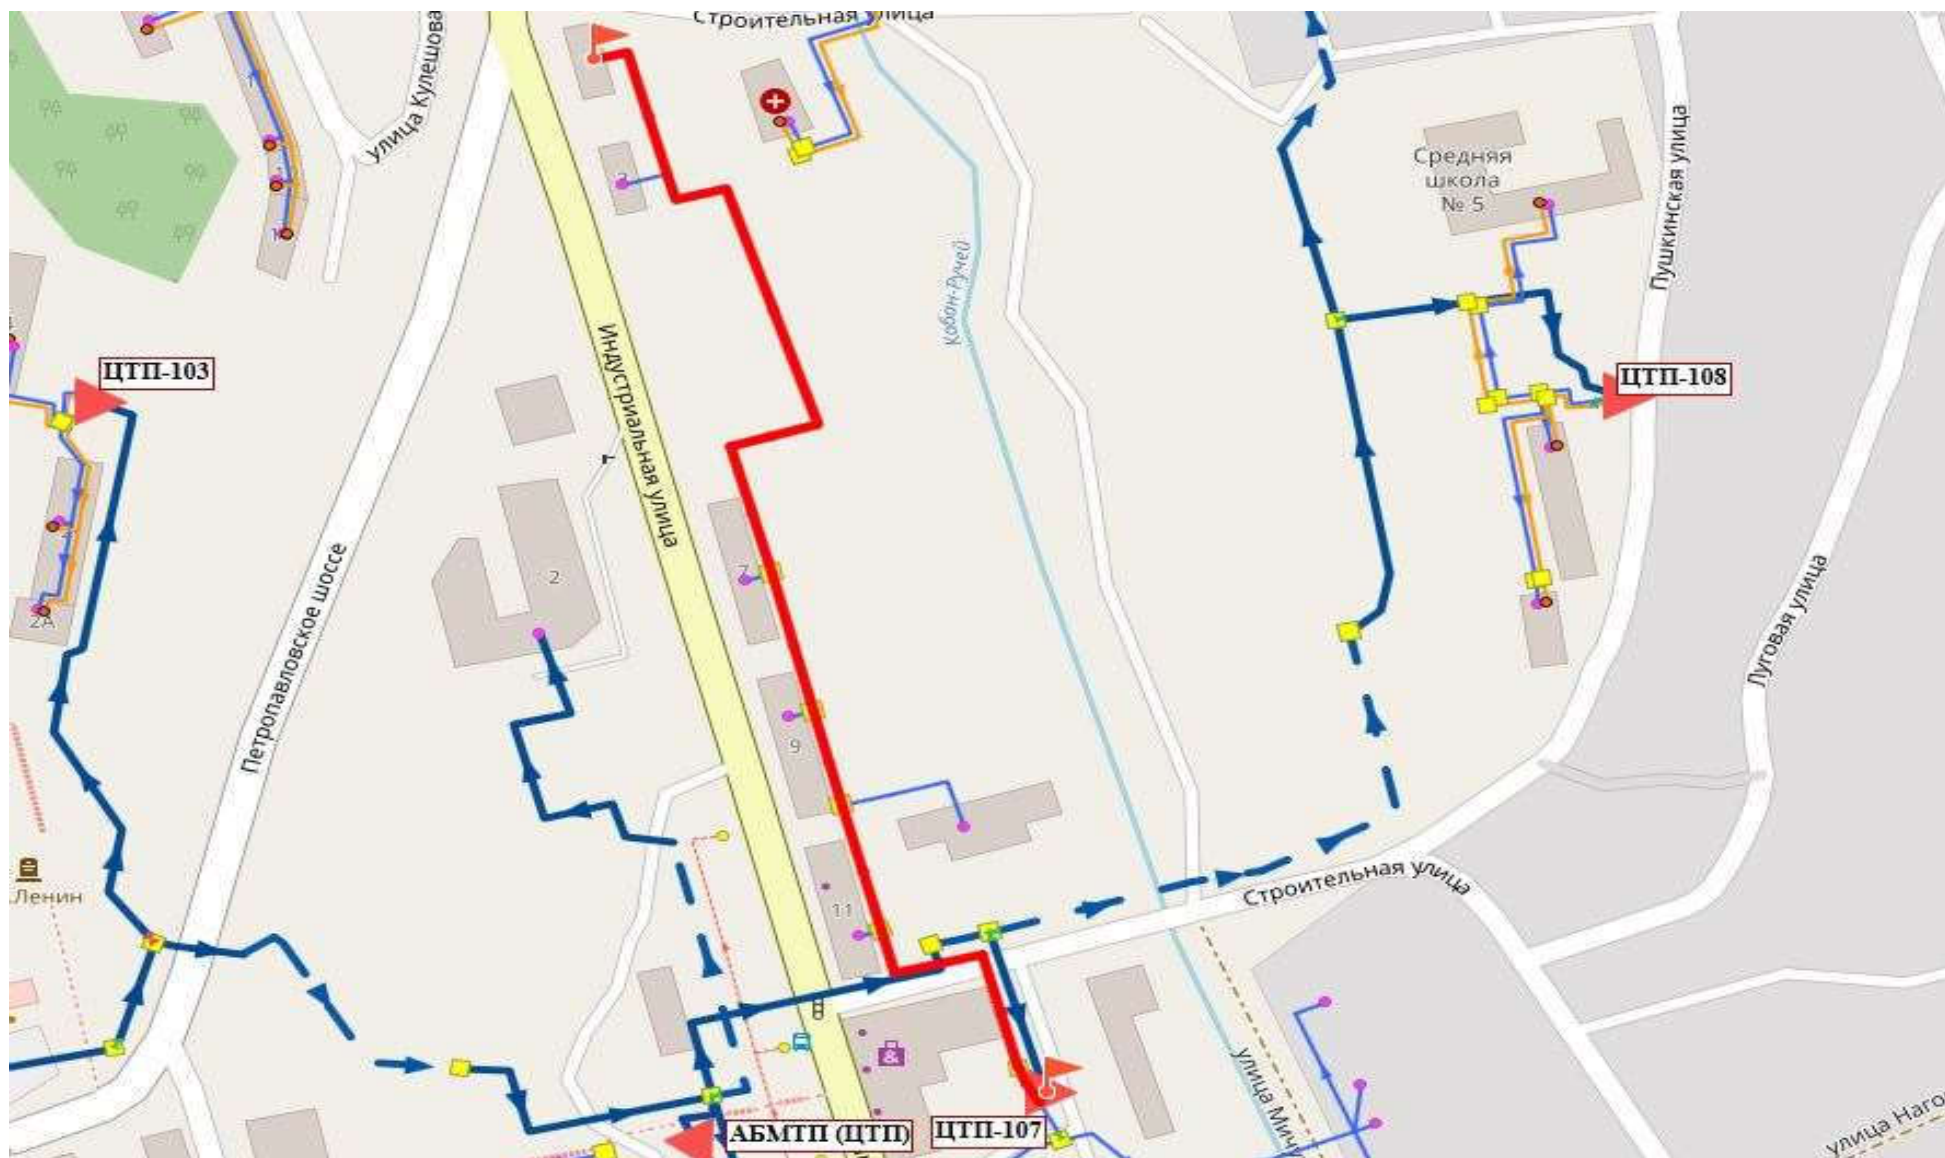 Строительная улица
улица Кулешова
Средняя
школа
№ 5
Пушкинская улица
Кобон-Ручей
Индустриальная улица
ЦТП-103
ЦТП-108
7
2
2А
Петропавловское шоссе
Луговая улица
9
Ленин
11
Строительная улица
&
улица Мичу
улица Наго
АБМТП (ЦТП)
ЦТП-107